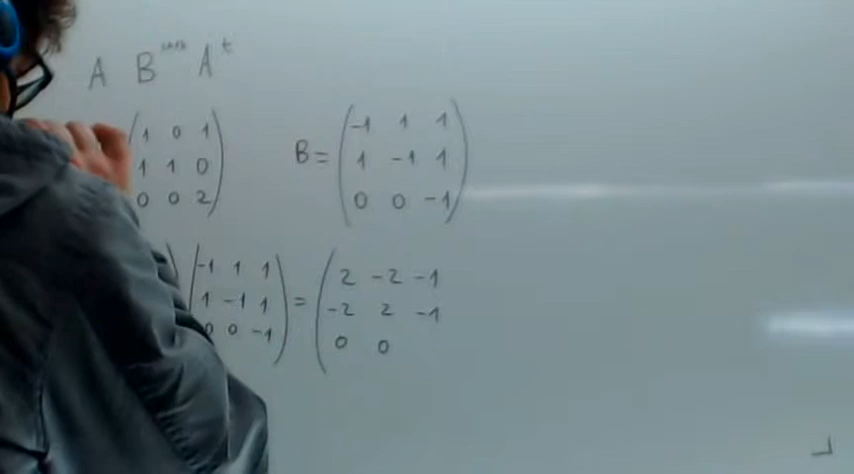 A B A^t
1 0 1
1 1 0
0 0 2
B = ( -1 1 1
1 -1 1
0 0 -1 )
( -1 1 1
1 -1 1
0 0 -1 ) = ( 2 -2 -1
-2 2 -1
0 0